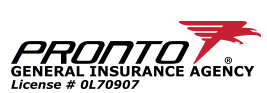 PRONTO®
GENERAL INSURANCE AGENCY
License # 0L70907